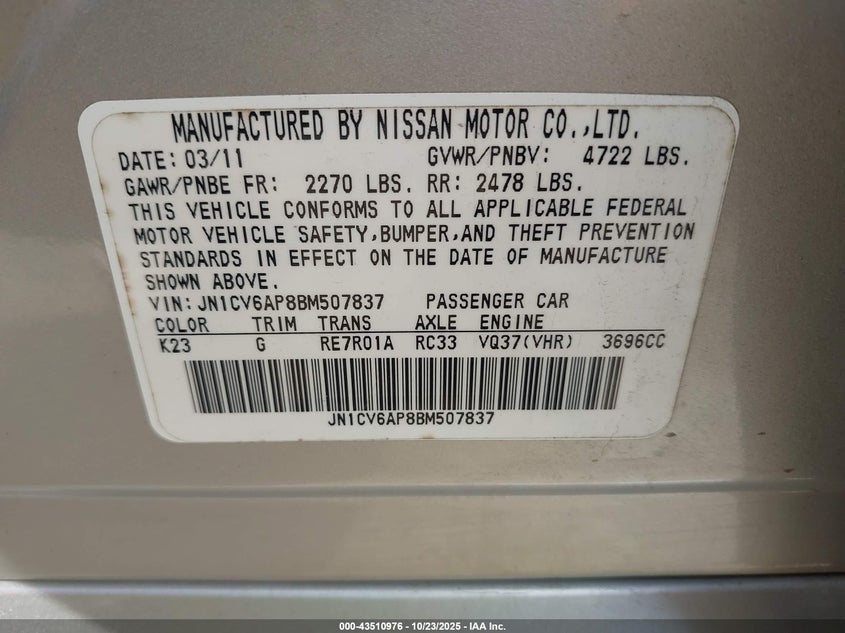 MANUFACTURED BY NISSAN MOTOR CO.,LTD.
DATE: 03/11 GVWR/PNBV: 4722 LBS.
GAWR/PNBE FR: 2270 LBS. RR: 2478 LBS.
THIS VEHICLE CONFORMS TO ALL APPLICABLE FEDERAL
MOTOR VEHICLE SAFETY,BUMPER,AND THEFT PREVENTION
STANDARDS IN EFFECT ON THE DATE OF MANUFACTURE
SHOWN ABOVE.
VIN: JN1CV6AP8BM507837 PASSENGER CAR
COLOR TRIM TRANS AXLE ENGINE
K23 G RE7R01A RC33 VQ37(VHR) 3696CC
JN1CV6AP8BM507837
000-43510976 - 10/23/2025 - IAA Inc.